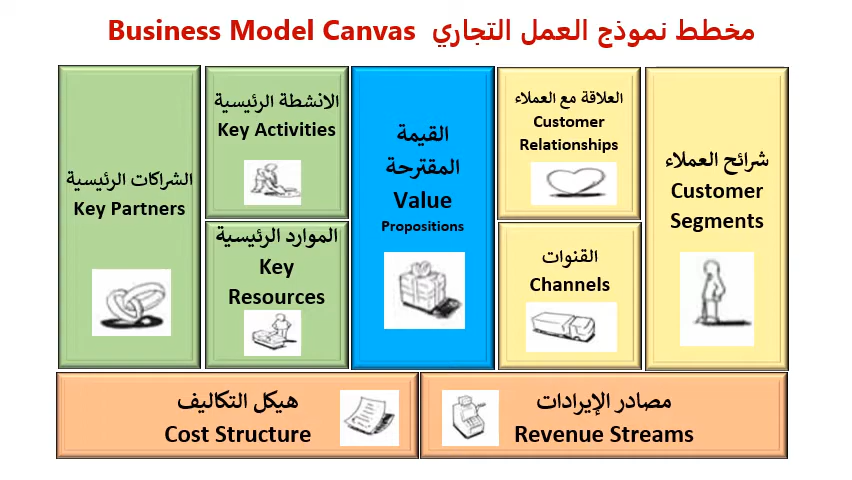 مخطط نموذج العمل التجاري Business Model Canvas
الشراكات الرئيسية
Key Partners
الانشطة الرئيسية
Key Activities
الموارد الرئيسية
Key
Resources
القيمة
المقترحة
Value
Propositions
العلاقة مع العملاء
Customer
Relationships
القنوات
Channels
شرائح العملاء
Customer
Segments
هيكل التكاليف
Cost Structure
مصادر الإيرادات
Revenue Streams